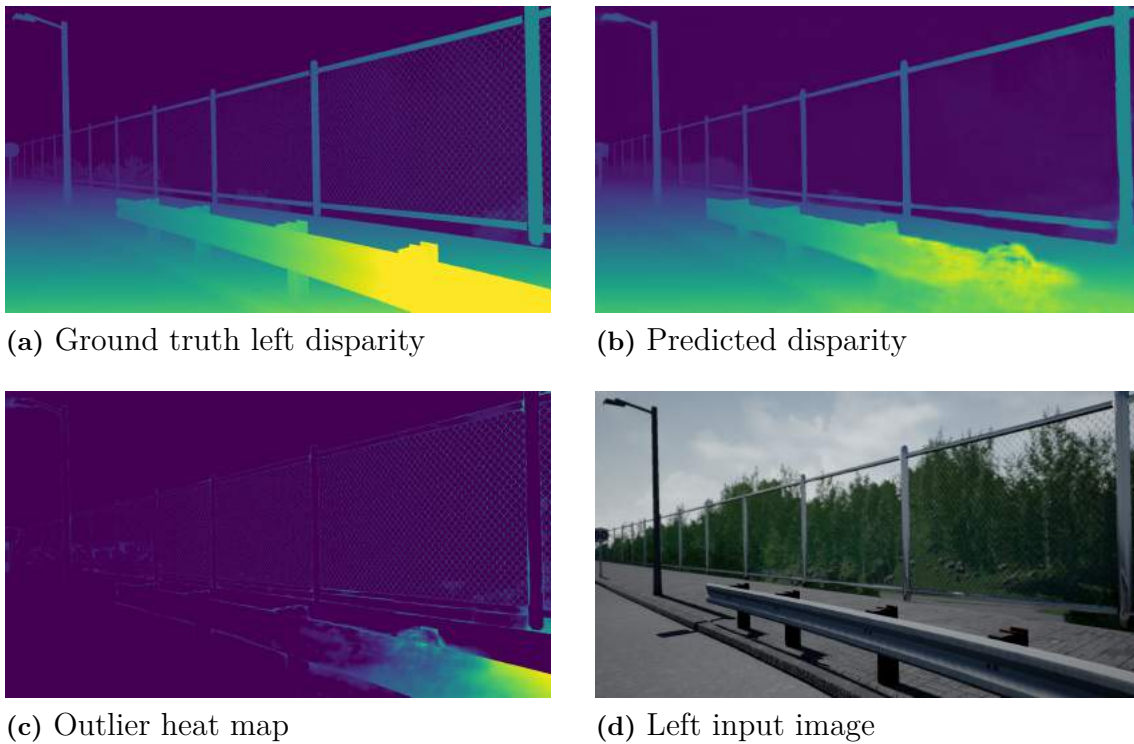 (a) Ground truth left disparity
(b) Predicted disparity
(c) Outlier heat map
(d) Left input image